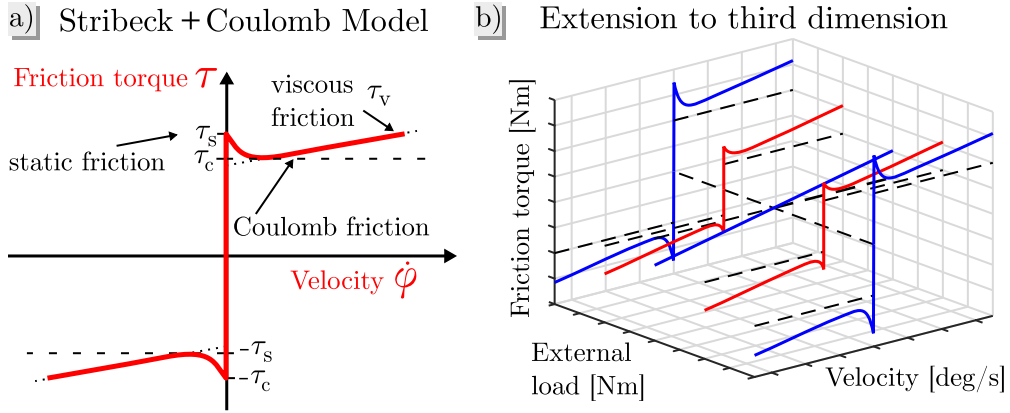 a) Stribeck + Coulomb Model
Friction torque τ
viscous
friction
τv
τs
static friction
τc
Coulomb friction
Velocity φ̇
-τs
-τc
b) Extension to third dimension
Friction torque [Nm]
External
load [Nm]
Velocity [deg/s]